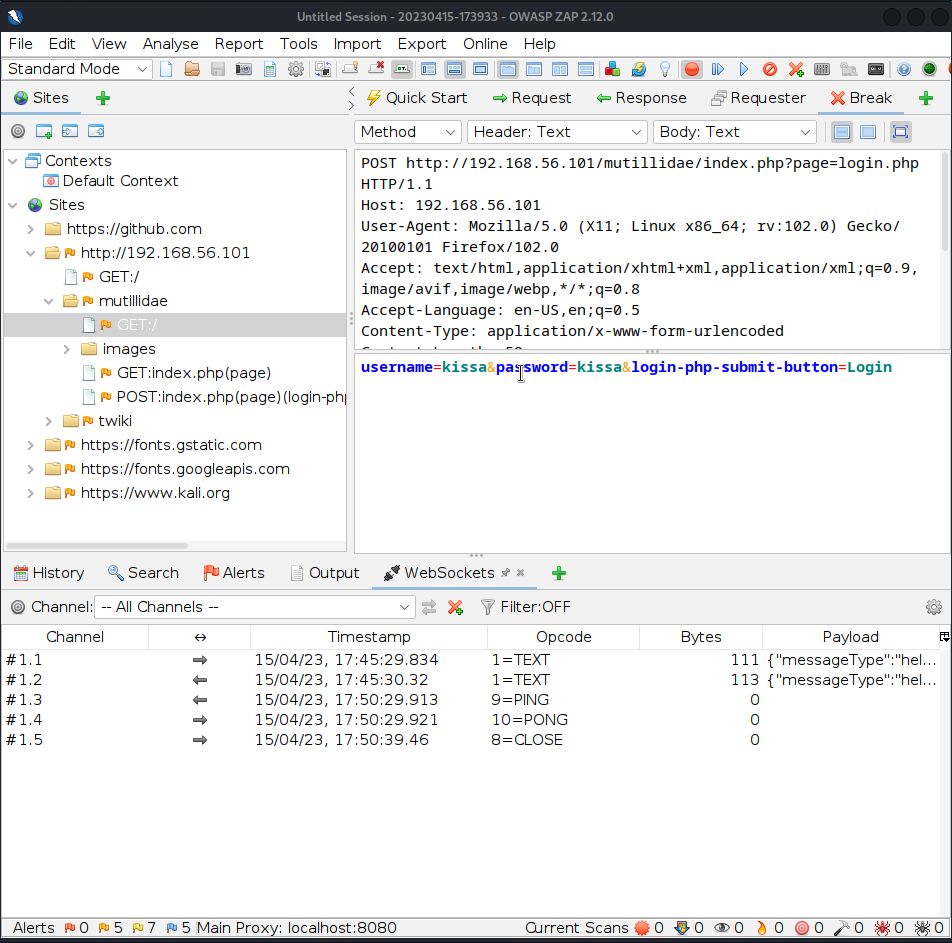 Untitled Session - 20230415-173933 - OWASP ZAP 2.12.0
File Edit View Analyse Report Tools Import Export Online Help
Standard Mode
Sites
Quick Start Request Response Requester Break
Method Header: Text Body: Text
Contexts
Default Context
Sites
https://github.com
http://192.168.56.101
GET:/
mutillidae
GET:/
images
GET:index.php(page)
POST:index.php(page)(login-php
twiki
https://fonts.gstatic.com
https://fonts.googleapis.com
https://www.kali.org
POST http://192.168.56.101/mutillidae/index.php?page=login.php
HTTP/1.1
Host: 192.168.56.101
User-Agent: Mozilla/5.0 (X11; Linux x86_64; rv:102.0) Gecko/
20100101 Firefox/102.0
Accept: text/html,application/xhtml+xml,application/xml;q=0.9,
image/avif,image/webp,*/*;q=0.8
Accept-Language: en-US,en;q=0.5
Content-Type: application/x-www-form-urlencoded
username=kissa&password=kissa&login-php-submit-button=Login
History Search Alerts Output WebSockets
Channel: -- All Channels -- Filter:OFF
Channel ↔ Timestamp Opcode Bytes Payload
#1.1 → 15/04/23, 17:45:29.834 1=TEXT 111 {"messageType":"hel...
#1.2 ← 15/04/23, 17:45:30.32 1=TEXT 113 {"messageType":"hel...
#1.3 ← 15/04/23, 17:50:29.913 9=PING 0
#1.4 → 15/04/23, 17:50:29.921 10=PONG 0
#1.5 → 15/04/23, 17:50:39.46 8=CLOSE 0
Alerts 0 5 7 5 Main Proxy: localhost:8080 Current Scans 0 0 0 0 0 0 0 0